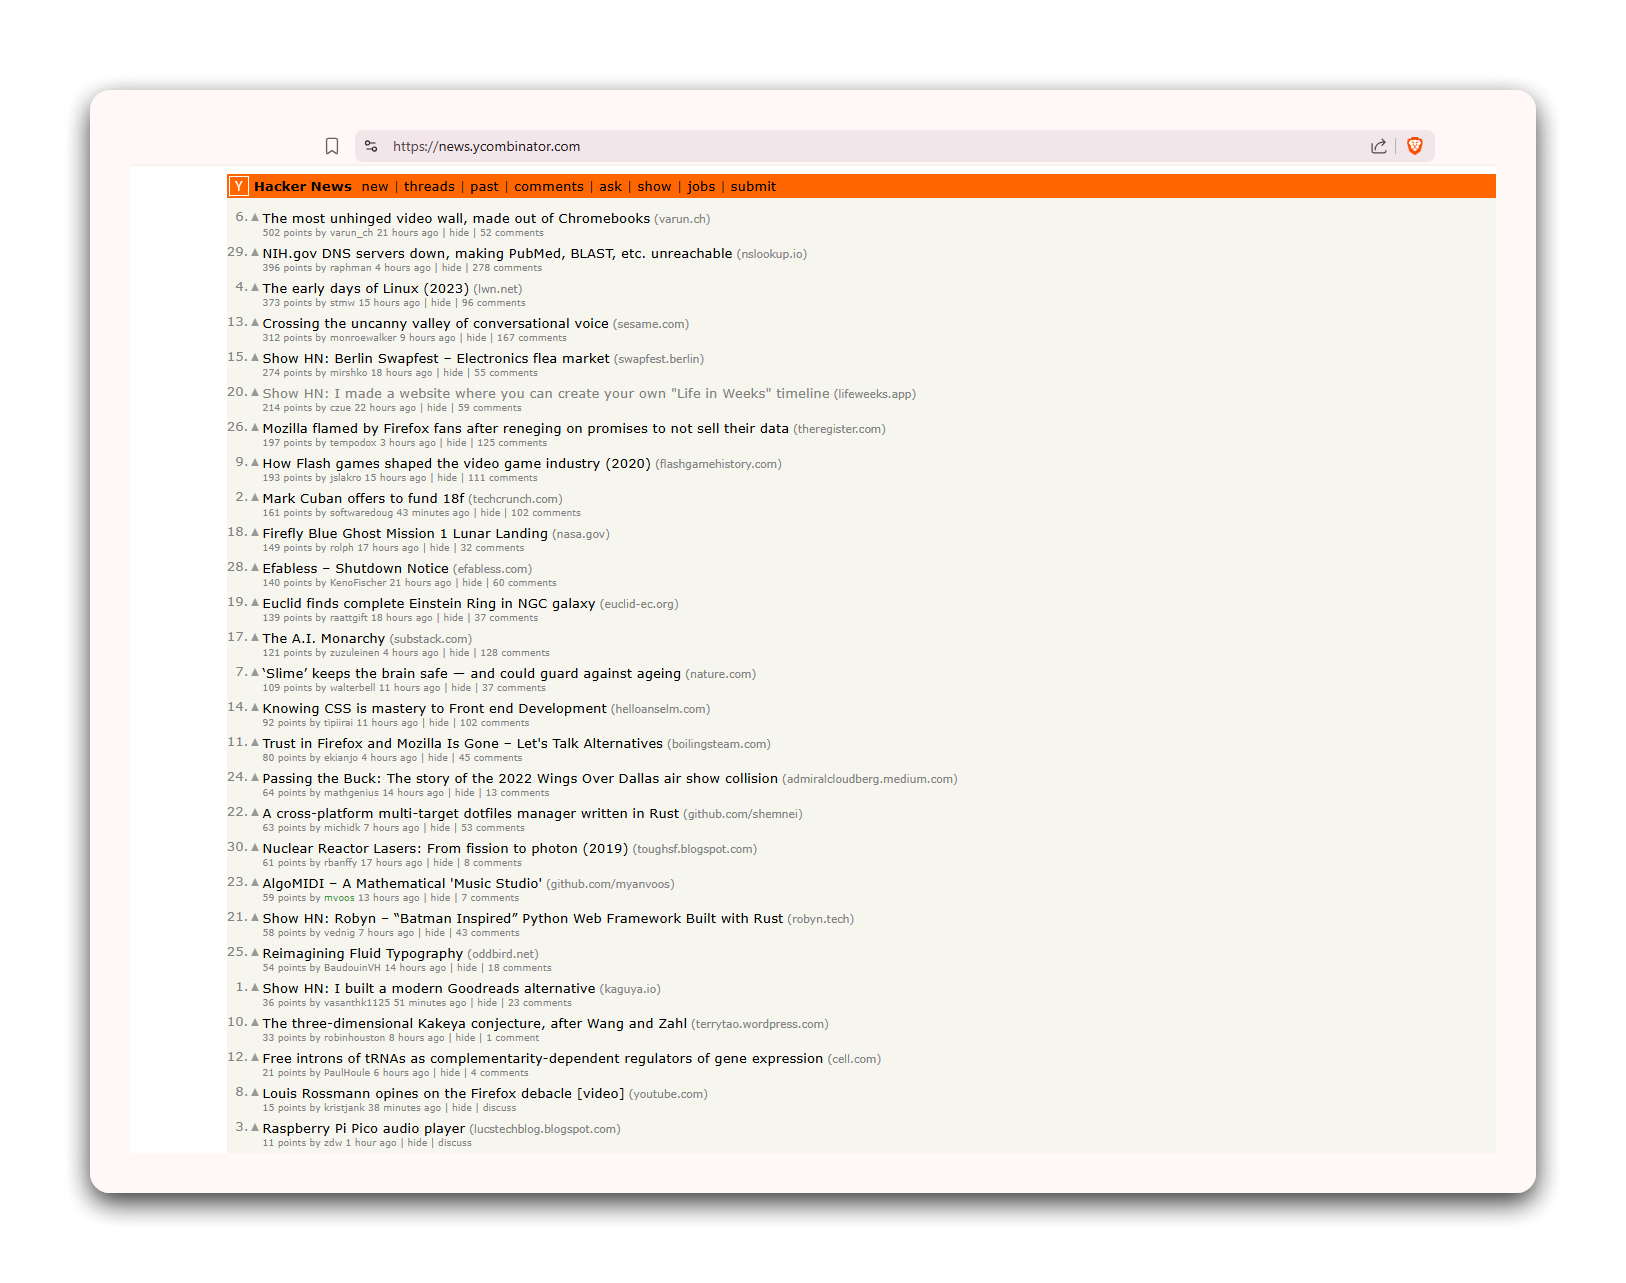 https://news.ycombinator.com
Y Hacker News new | threads | past | comments | ask | show | jobs | submit
6. ▲ The most unhinged video wall, made out of Chromebooks (varun.ch)
502 points by varun_ch 21 hours ago | hide | 52 comments
29. ▲ NIH.gov DNS servers down, making PubMed, BLAST, etc. unreachable (nslookup.io)
396 points by raphman 4 hours ago | hide | 278 comments
4. ▲ The early days of Linux (2023) (lwn.net)
373 points by stmw 15 hours ago | hide | 96 comments
13. ▲ Crossing the uncanny valley of conversational voice (sesame.com)
312 points by monroewalker 9 hours ago | hide | 167 comments
15. ▲ Show HN: Berlin Swapfest – Electronics flea market (swapfest.berlin)
274 points by mirshko 18 hours ago | hide | 55 comments
20. ▲ Show HN: I made a website where you can create your own "Life in Weeks" timeline (lifeweeks.app)
214 points by czue 22 hours ago | hide | 59 comments
26. ▲ Mozilla flamed by Firefox fans after reneging on promises to not sell their data (theregister.com)
197 points by tempodox 3 hours ago | hide | 125 comments
9. ▲ How Flash games shaped the video game industry (2020) (flashgamehistory.com)
193 points by jslakro 15 hours ago | hide | 111 comments
2. ▲ Mark Cuban offers to fund 18f (techcrunch.com)
161 points by softwaredoug 43 minutes ago | hide | 102 comments
18. ▲ Firefly Blue Ghost Mission 1 Lunar Landing (nasa.gov)
149 points by rolph 17 hours ago | hide | 32 comments
28. ▲ Efabless – Shutdown Notice (efabless.com)
140 points by KenoFischer 21 hours ago | hide | 60 comments
19. ▲ Euclid finds complete Einstein Ring in NGC galaxy (euclid-ec.org)
139 points by raattgift 18 hours ago | hide | 37 comments
17. ▲ The A.I. Monarchy (substack.com)
121 points by zuzuleinen 4 hours ago | hide | 128 comments
7. ▲ ‘Slime’ keeps the brain safe — and could guard against ageing (nature.com)
109 points by walterbell 11 hours ago | hide | 37 comments
14. ▲ Knowing CSS is mastery to Front end Development (helloanselm.com)
92 points by tipiirai 11 hours ago | hide | 102 comments
11. ▲ Trust in Firefox and Mozilla Is Gone – Let's Talk Alternatives (boilingsteam.com)
80 points by ekianjo 4 hours ago | hide | 45 comments
24. ▲ Passing the Buck: The story of the 2022 Wings Over Dallas air show collision (admiralcloudberg.medium.com)
64 points by mathgenius 14 hours ago | hide | 13 comments
22. ▲ A cross-platform multi-target dotfiles manager written in Rust (github.com/shemnei)
63 points by michidk 7 hours ago | hide | 53 comments
30. ▲ Nuclear Reactor Lasers: From fission to photon (2019) (toughsf.blogspot.com)
61 points by rbanffy 17 hours ago | hide | 8 comments
23. ▲ AlgoMIDI – A Mathematical 'Music Studio' (github.com/myanvoos)
59 points by mvoos 13 hours ago | hide | 7 comments
21. ▲ Show HN: Robyn – “Batman Inspired” Python Web Framework Built with Rust (robyn.tech)
58 points by vednig 7 hours ago | hide | 43 comments
25. ▲ Reimagining Fluid Typography (oddbird.net)
54 points by BaudouinVH 14 hours ago | hide | 18 comments
1. ▲ Show HN: I built a modern Goodreads alternative (kaguya.io)
36 points by vasanthk1125 51 minutes ago | hide | 23 comments
10. ▲ The three-dimensional Kakeya conjecture, after Wang and Zahl (terrytao.wordpress.com)
33 points by robinhouston 8 hours ago | hide | 1 comment
12. ▲ Free introns of tRNAs as complementarity-dependent regulators of gene expression (cell.com)
21 points by PaulHoule 6 hours ago | hide | 4 comments
8. ▲ Louis Rossmann opines on the Firefox debacle [video] (youtube.com)
15 points by kristjank 38 minutes ago | hide | discuss
3. ▲ Raspberry Pi Pico audio player (lucstechblog.blogspot.com)
11 points by zdw 1 hour ago | hide | discuss